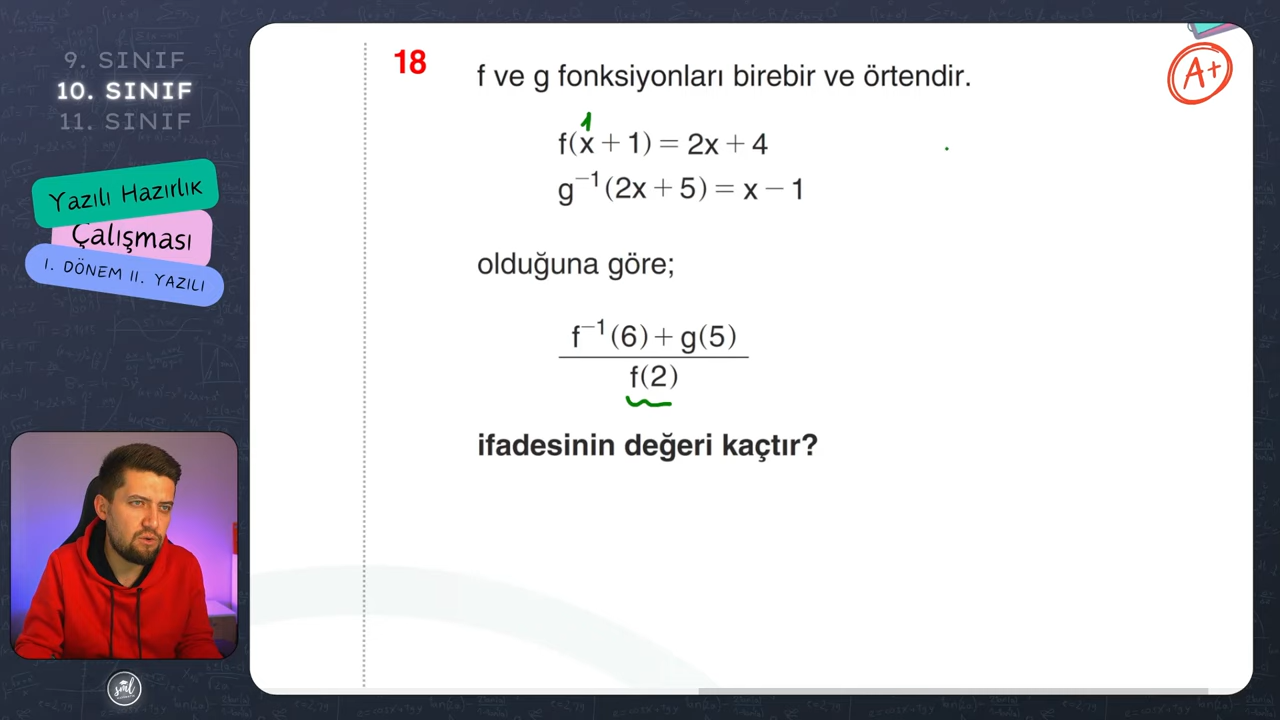 9. SINIF
10. SINIF
11. SINIF
Yazılı Hazırlık
Çalışması
I. DÖNEM II. YAZILI
sml
A+
18
f ve g fonksiyonları birebir ve örtendir.
1
f(x + 1) = 2x + 4
g⁻¹(2x + 5) = x − 1
olduğuna göre;
f⁻¹(6) + g(5)
f(2)
ifadesinin değeri kaçtır?